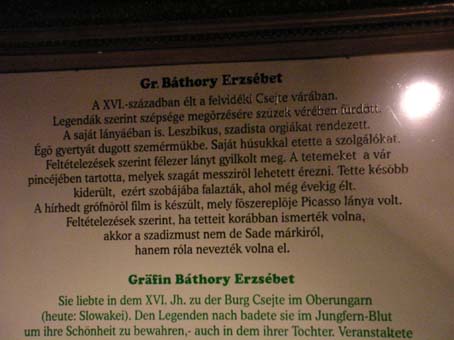 Gr. Báthory Erzsébet
A XVI.-században élt a felvidéki Csejte várában.
Legendák szerint szépsége megőrzésére szüzek vérében fürdött.
A saját lányáéban is. Leszbikus, szadista orgiákat rendezett.
Égő gyertyát dugott szemérmükbe. Saját húsukkal etette a szolgálókat.
Feltételezések szerint félezer lányt gyilkolt meg. A tetemeket a vár
pincéjében tartotta, melyek szagát messziről lehetett érezni. Tette később
kiderült, ezért szobájába falazták, ahol még évekig élt.
A hírhedt grófnőről film is készült, mely főszereplője Picasso lánya volt.
Feltételezések szerint, ha tetteit korábban ismerték volna,
akkor a szadizmust nem de Sade márkiról,
hanem róla nevezték volna el.
Gräfin Báthory Erzsébet
Sie liebte in dem XVI. Jh. zu der Burg Csejte im Oberungarn
(heute: Slowakei). Den Legenden nach badete sie im Jungfern-Blut
um ihre Schönheit zu bewahren,- auch in dem ihrer Tochter. Veranstaltete